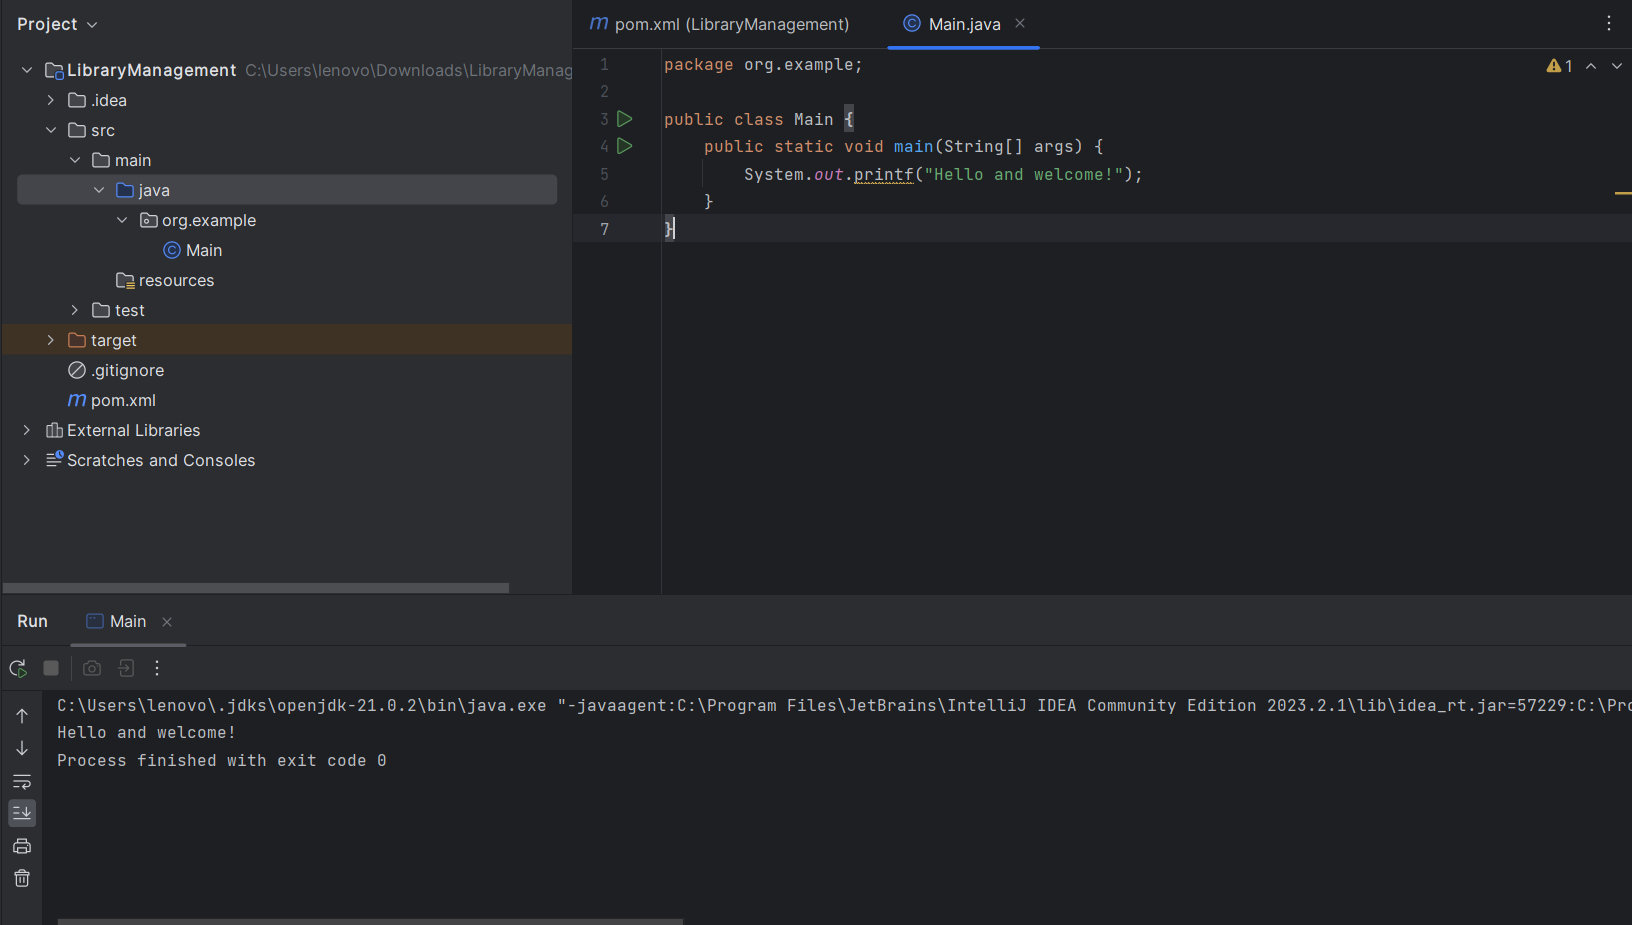 Project
LibraryManagement C:\Users\lenovo\Downloads\LibraryManag
.idea
src
main
java
org.example
Main
resources
test
target
.gitignore
pom.xml
External Libraries
Scratches and Consoles
pom.xml (LibraryManagement)
Main.java
1
1 package org.example;
2
3 public class Main {
4 public static void main(String[] args) {
5 System.out.printf("Hello and welcome!");
6 }
7 }
Run
Main
C:\Users\lenovo\.jdks\openjdk-21.0.2\bin\java.exe "-javaagent:C:\Program Files\JetBrains\IntelliJ IDEA Community Edition 2023.2.1\lib\idea_rt.jar=57229:C:\Pro
Hello and welcome!
Process finished with exit code 0